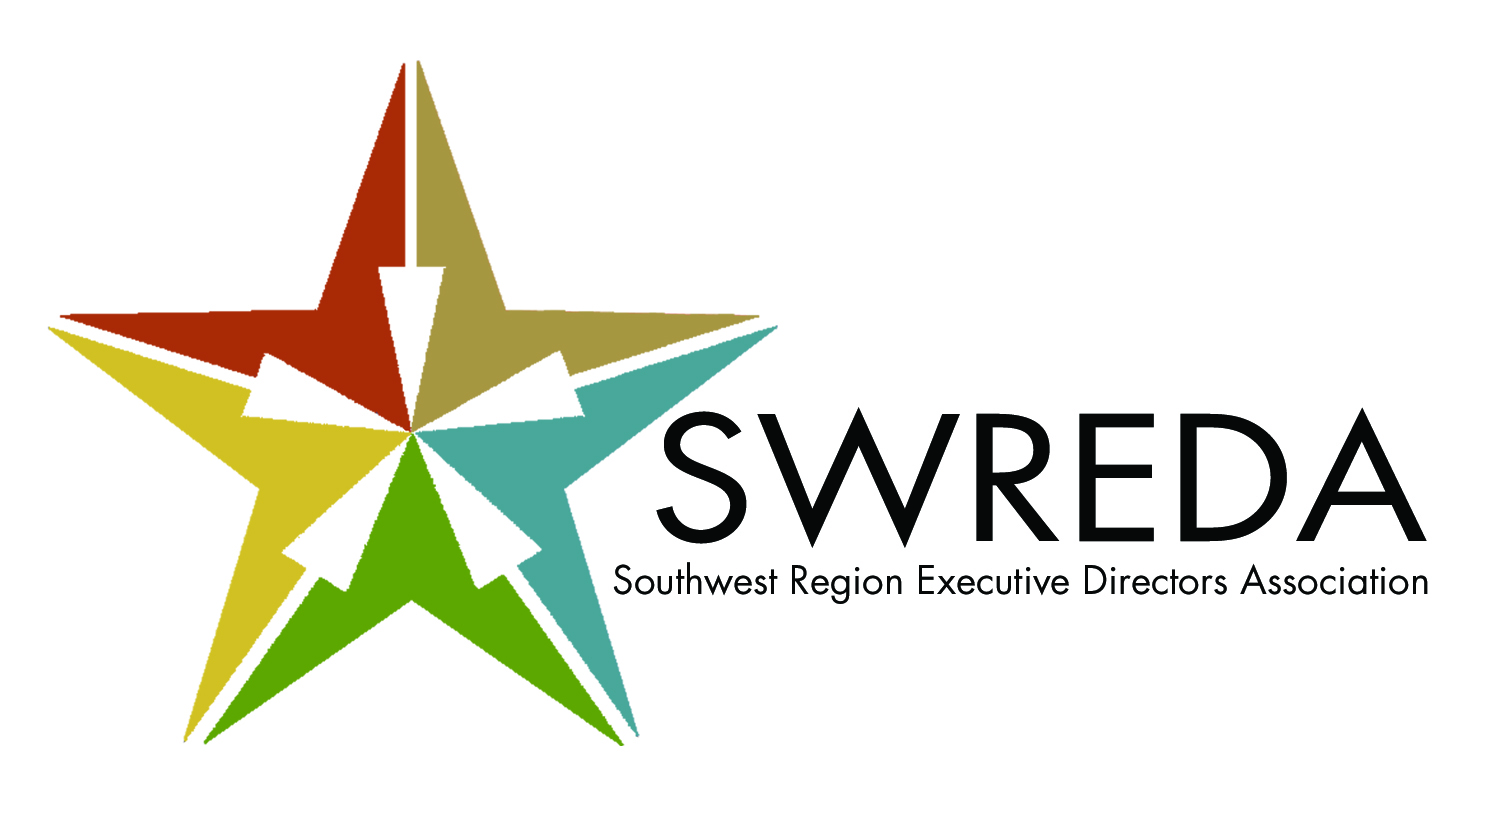 SWREDA
Southwest Region Executive Directors Association